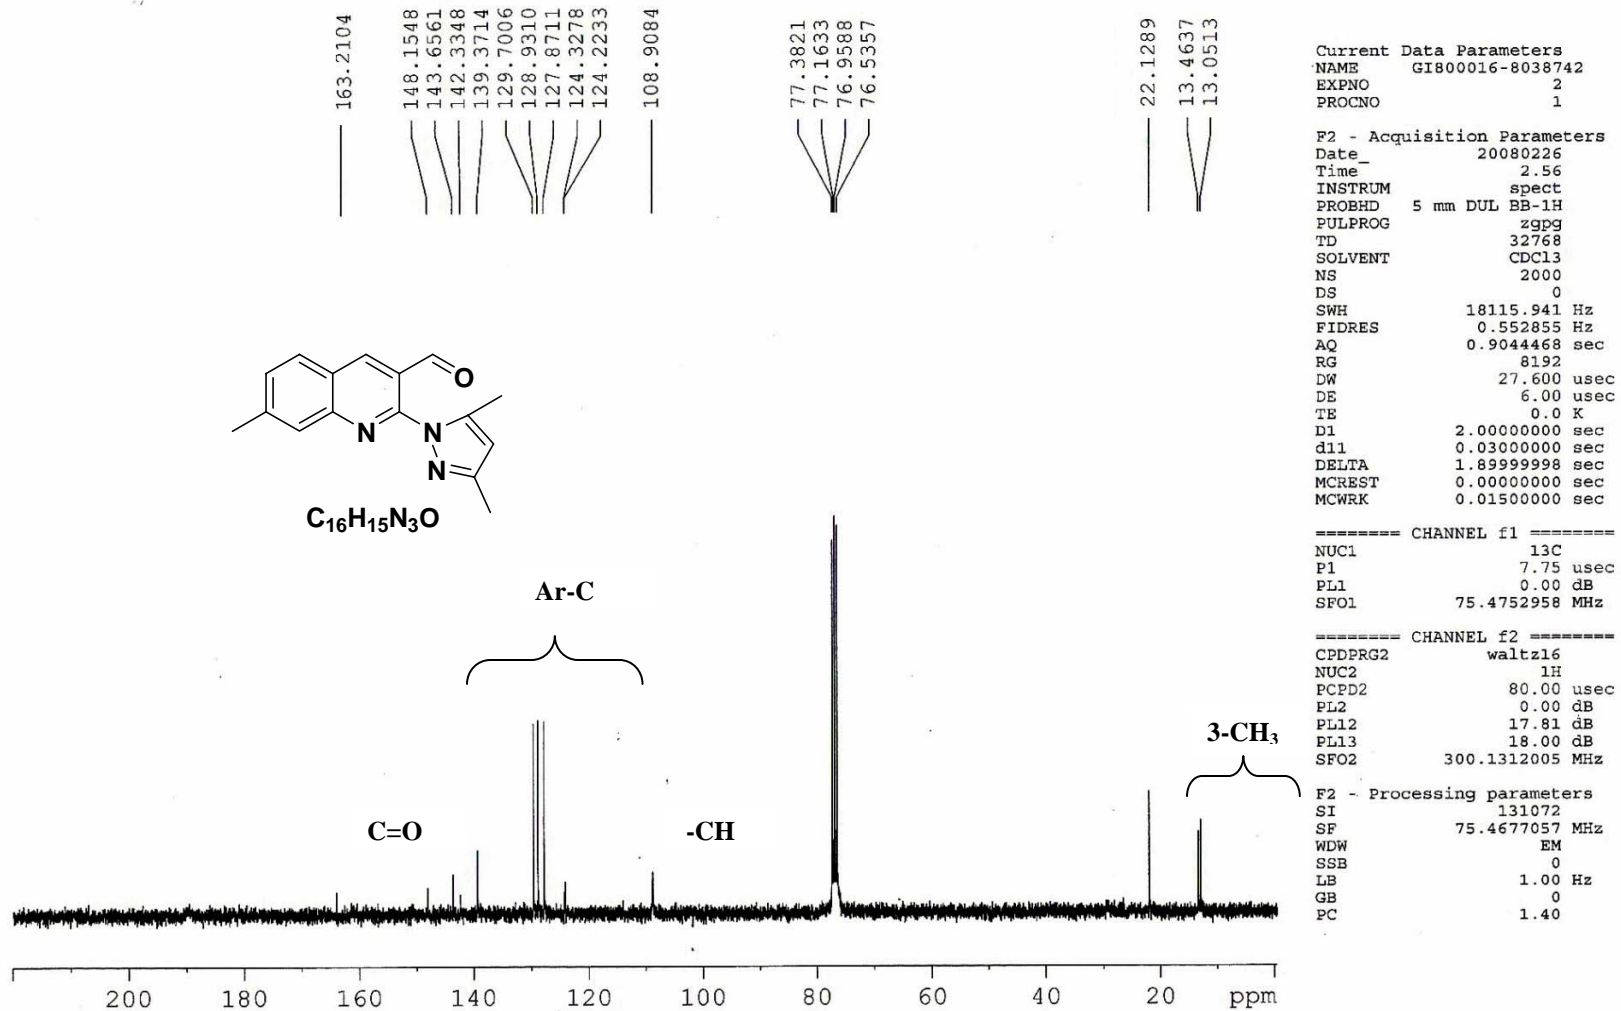 163.2104
148.1548
143.6561
142.3348
139.3714
129.7006
128.9310
127.8711
124.3278
124.2233
108.9084
77.3821
77.1633
76.9588
76.5357
22.1289
13.4637
13.0513
Current Data Parameters
NAME GI800016-8038742
EXPNO 2
PROCNO 1
F2 - Acquisition Parameters
Date_ 20080226
Time 2.56
INSTRUM spect
PROBHD 5 mm DUL BB-1H
PULPROG zgpg
TD 32768
SOLVENT CDCl3
NS 2000
DS 0
SWH 18115.941 Hz
FIDRES 0.552855 Hz
AQ 0.9044468 sec
RG 8192
DW 27.600 usec
DE 6.00 usec
TE 0.0 K
D1 2.00000000 sec
d11 0.03000000 sec
DELTA 1.89999998 sec
MCREST 0.00000000 sec
MCWRK 0.01500000 sec
======== CHANNEL f1 ========
NUC1 13C
P1 7.75 usec
PL1 0.00 dB
SFO1 75.4752958 MHz
======== CHANNEL f2 ========
CPDPRG2 waltz16
NUC2 1H
PCPD2 80.00 usec
PL2 0.00 dB
PL12 17.81 dB
PL13 18.00 dB
SFO2 300.1312005 MHz
F2 - Processing parameters
SI 131072
SF 75.4677057 MHz
WDW EM
SSB 0
LB 1.00 Hz
GB 0
PC 1.40
O
N
N
N
C₁₆H₁₅N₃O
Ar-C
3-CH₃
C=O
-CH
200 180 160 140 120 100 80 60 40 20 ppm